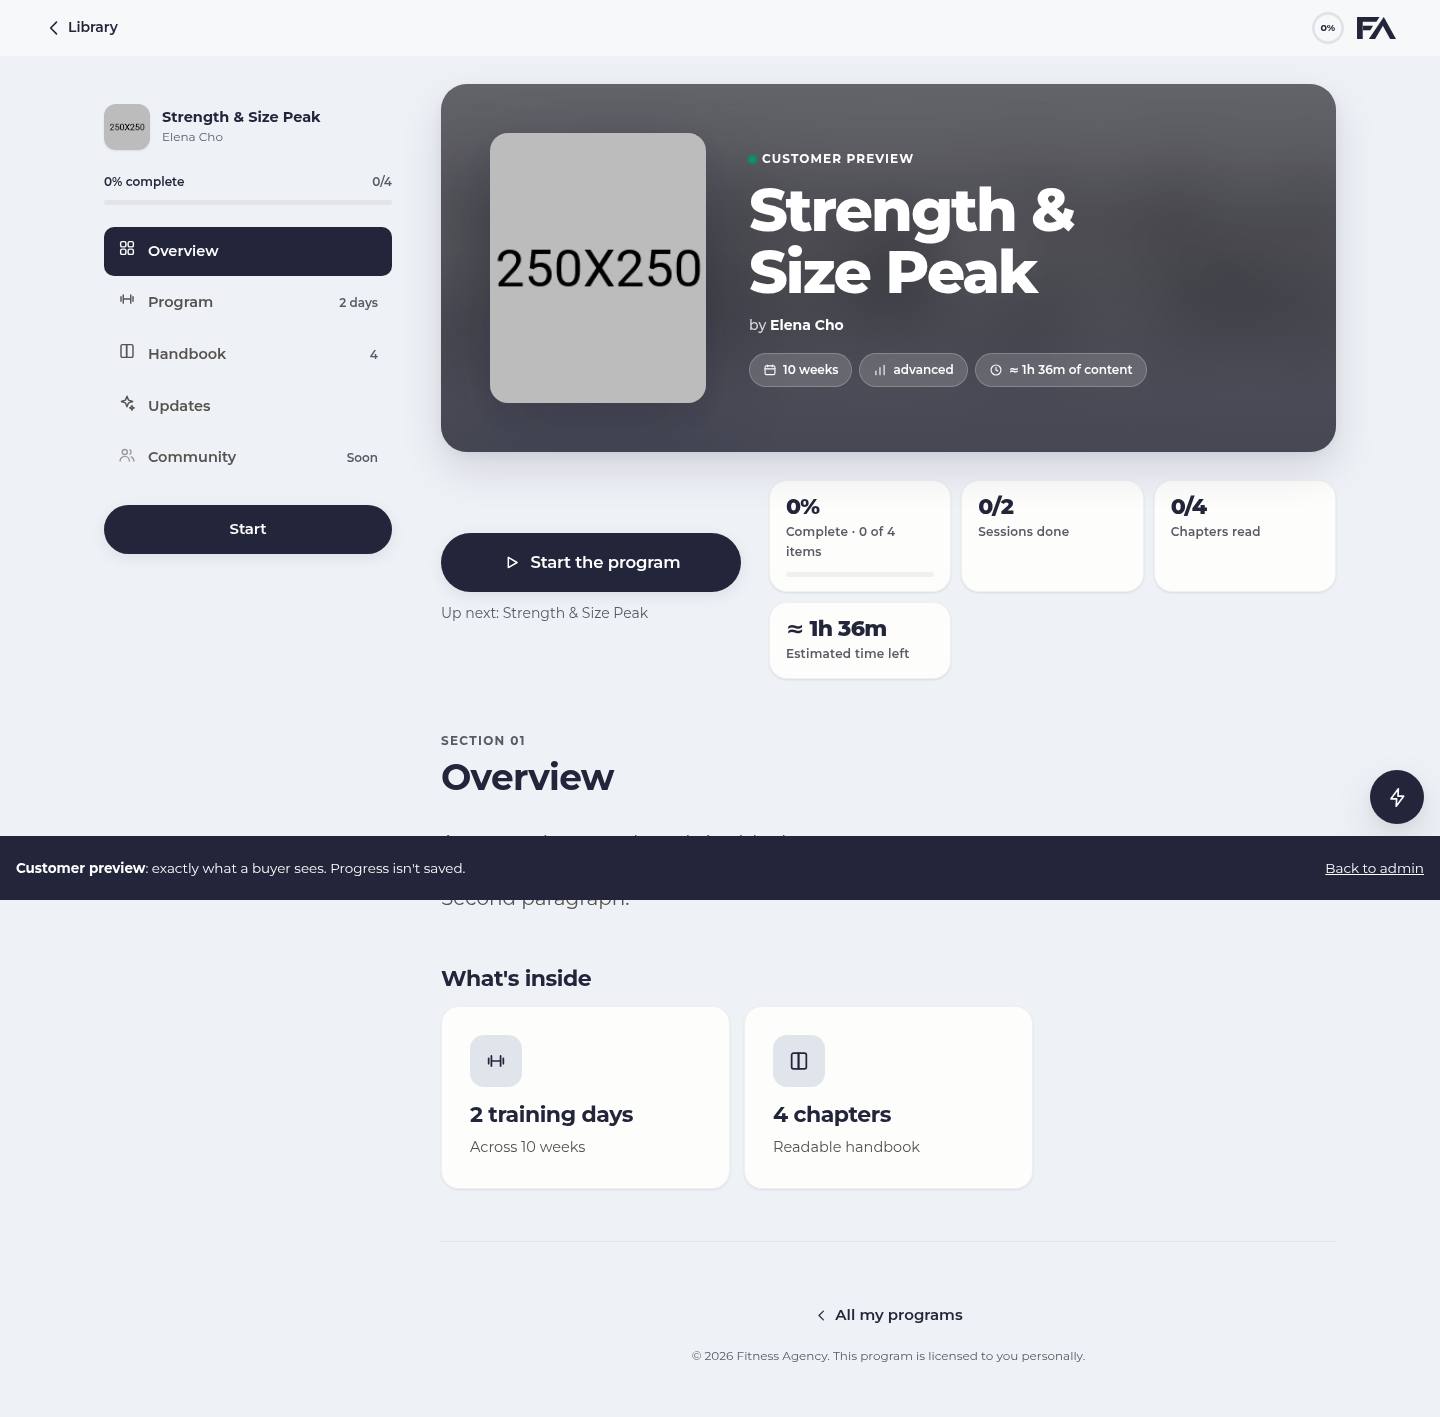 Library
0%
FA
250X250
Strength & Size Peak
Elena Cho
0% complete
0/4
Overview
Program
2 days
Handbook
4
Updates
Community
Soon
Start
250X250
CUSTOMER PREVIEW
Strength &
Size Peak
by Elena Cho
10 weeks
advanced
≈ 1h 36m of content
Start the program
Up next: Strength & Size Peak
0%
Complete · 0 of 4
items
0/2
Sessions done
0/4
Chapters read
≈ 1h 36m
Estimated time left
SECTION 01
Overview
Customer preview: exactly what a buyer sees. Progress isn't saved.
Back to admin
Second paragraph.
What's inside
2 training days
Across 10 weeks
4 chapters
Readable handbook
All my programs
© 2026 Fitness Agency. This program is licensed to you personally.